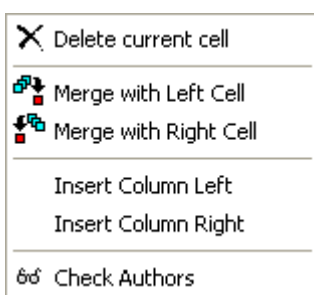 Delete current cell
Merge with Left Cell
Merge with Right Cell
Insert Column Left
Insert Column Right
Check Authors